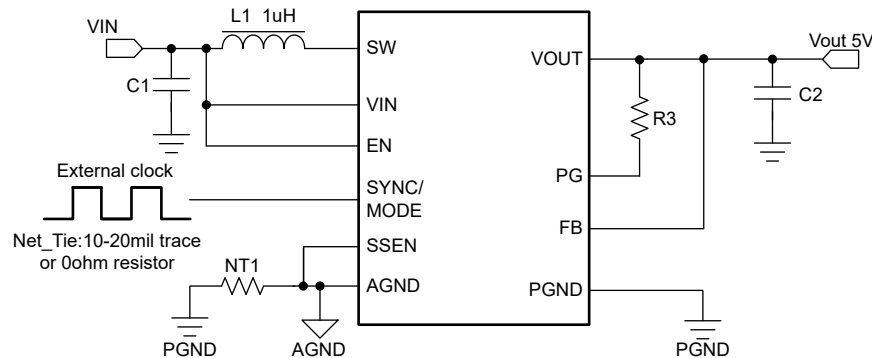 VIN
L1 1uH
C1
SW
VIN
EN
External clock
SYNC/
MODE
Net_Tie:10-20mil trace
or 0ohm resistor
SSEN
NT1
AGND
PGND
AGND
VOUT
Vout 5V
R3
C2
PG
FB
PGND
PGND